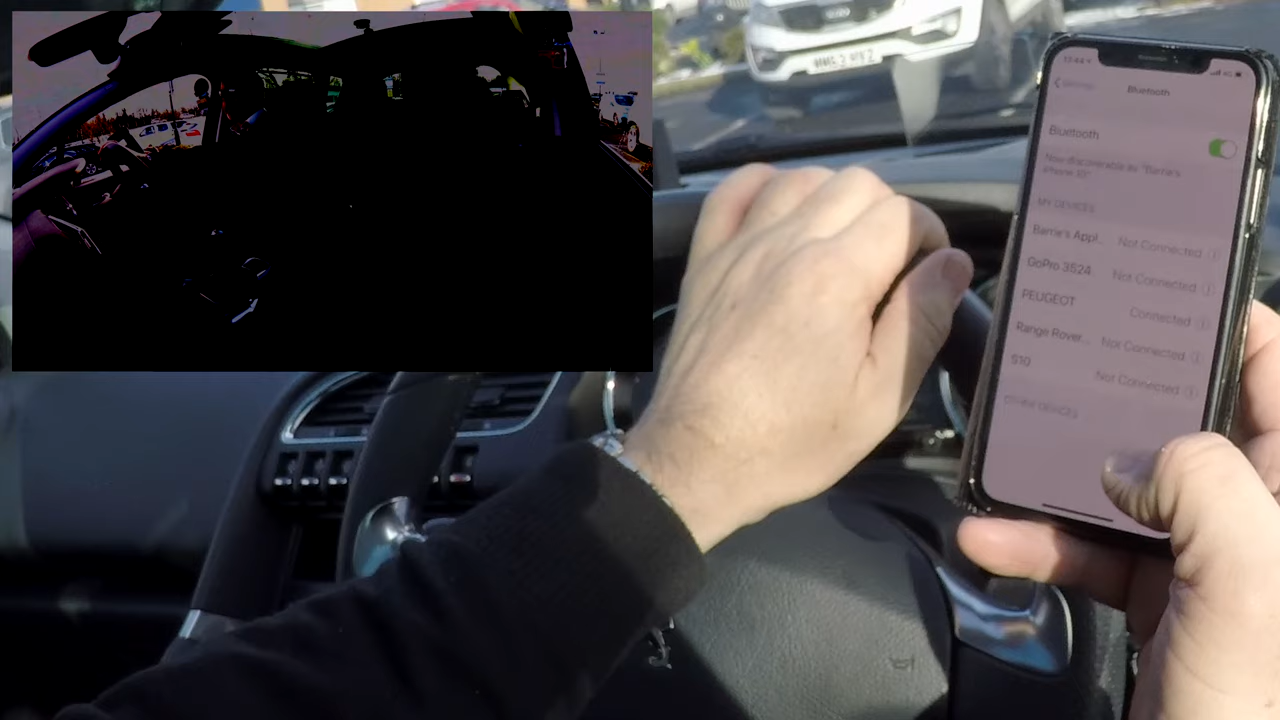 Bluetooth
Bluetooth
Now discoverable as "Barrie's
iPhone 10"
MY DEVICES
Barrie's Appl... Not Connected
GoPro 3524 Not Connected
PEUGEOT Connected
Range Rover... Not Connected
S10 Not Connected
OTHER DEVICES